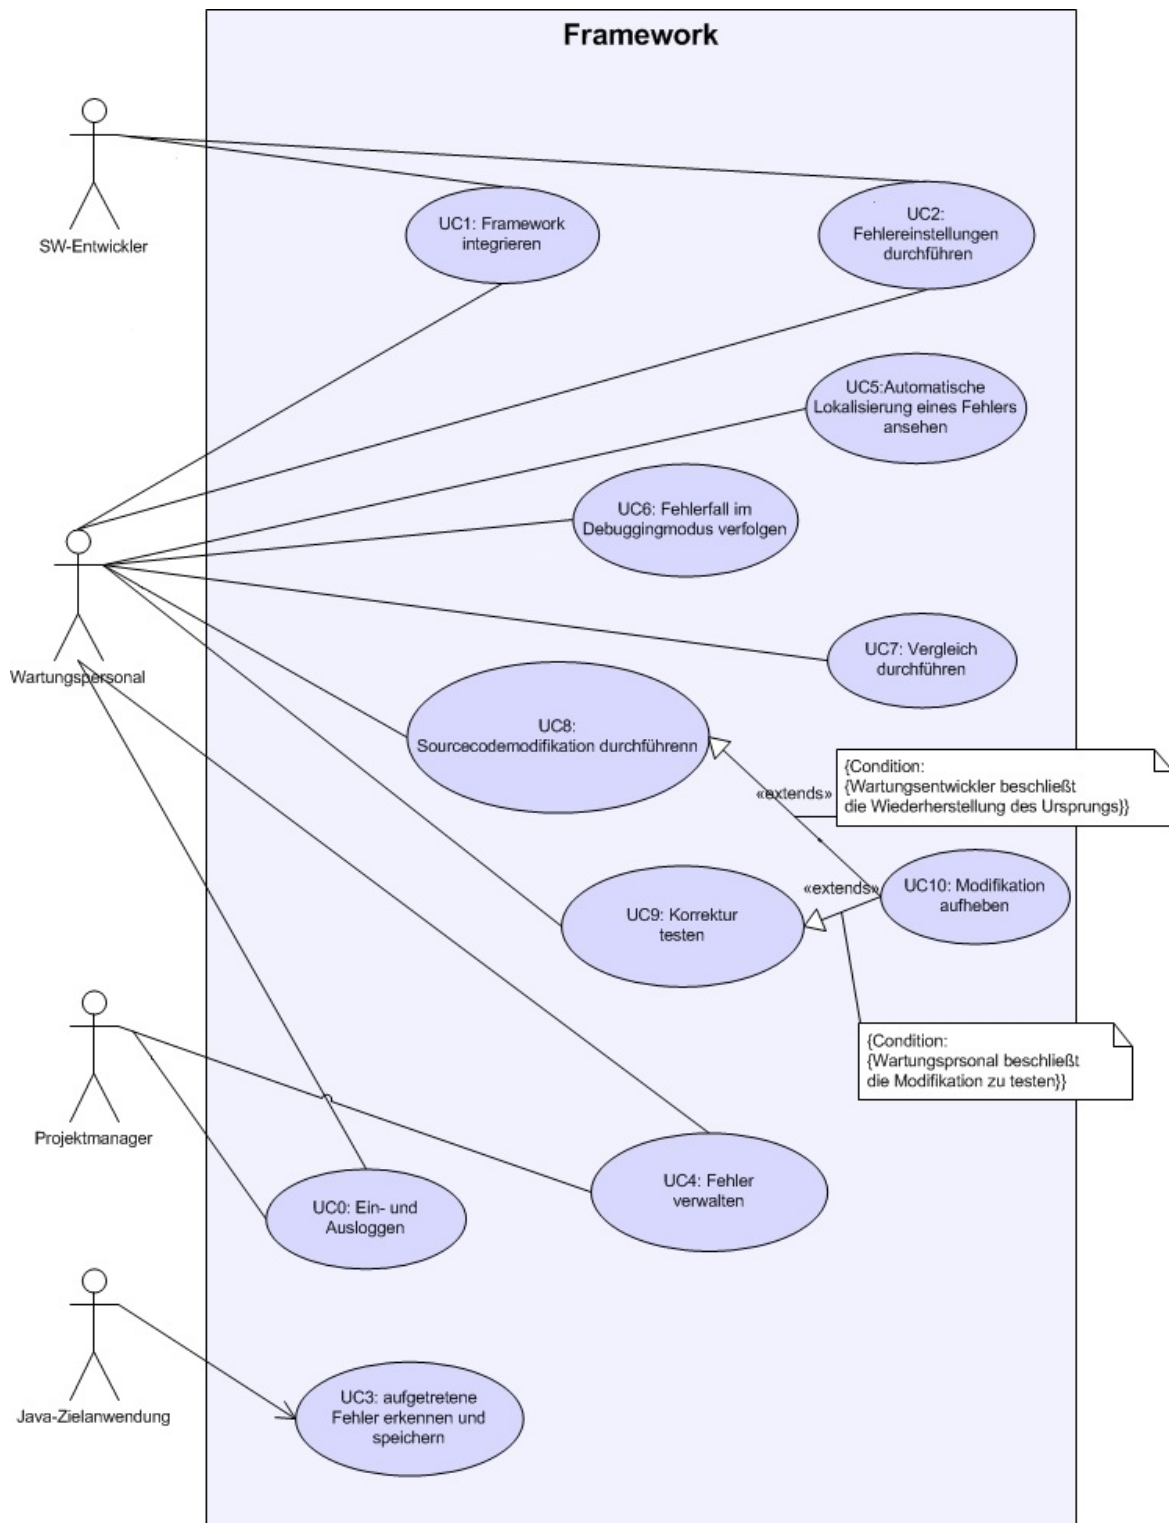 Framework
SW-Entwickler
UC1: Framework
integrieren
UC2:
Fehlereinstellungen
durchführen
UC5:Automatische
Lokalisierung eines Fehlers
ansehen
UC6: Fehlerfall im
Debuggingmodus verfolgen
Wartungspersonal
UC7: Vergleich
durchführen
UC8:
Sourcecodemodifikation durchführenn
{Condition:
{Wartungsentwickler beschließt
die Wiederherstellung des Ursprungs}}
«extends»
«extends»
UC10: Modifikation
aufheben
UC9: Korrektur
testen
{Condition:
{Wartungsprsonal beschließt
die Modifikation zu testen}}
Projektmanager
UC4: Fehler
verwalten
UC0: Ein- und
Ausloggen
Java-Zielanwendung
UC3: aufgetretene
Fehler erkennen und
speichern